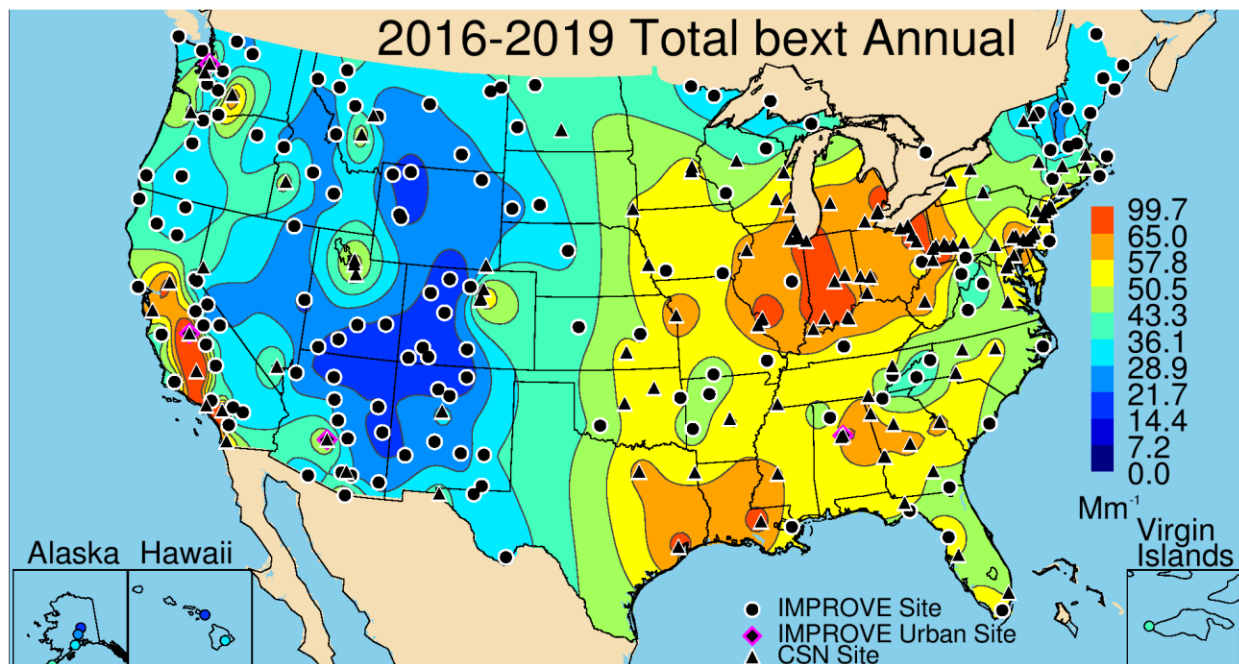 2016-2019 Total bext Annual
99.7
65.0
57.8
50.5
43.3
36.1
28.9
21.7
14.4
7.2
0.0
Mm⁻¹
Alaska
Hawaii
Virgin
Islands
IMPROVE Site
IMPROVE Urban Site
CSN Site